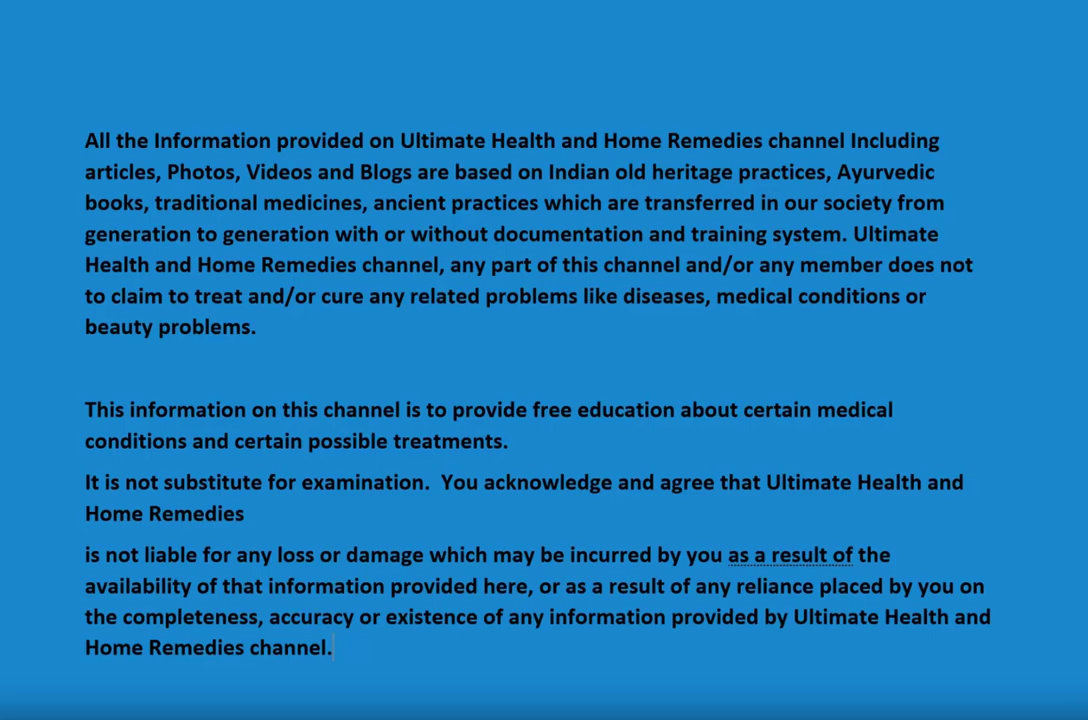 All the Information provided on Ultimate Health and Home Remedies channel Including
articles, Photos, Videos and Blogs are based on Indian old heritage practices, Ayurvedic
books, traditional medicines, ancient practices which are transferred in our society from
generation to generation with or without documentation and training system. Ultimate
Health and Home Remedies channel, any part of this channel and/or any member does not
to claim to treat and/or cure any related problems like diseases, medical conditions or
beauty problems.
This information on this channel is to provide free education about certain medical
conditions and certain possible treatments.
It is not substitute for examination.  You acknowledge and agree that Ultimate Health and
Home Remedies
is not liable for any loss or damage which may be incurred by you as a result of the
availability of that information provided here, or as a result of any reliance placed by you on
the completeness, accuracy or existence of any information provided by Ultimate Health and
Home Remedies channel.